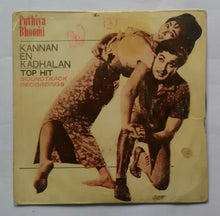 Puthiya
Bhoomi
KANNAN
EN
KADHALAN
TOP HIT
SOUNDTRACK
RECORDINGS